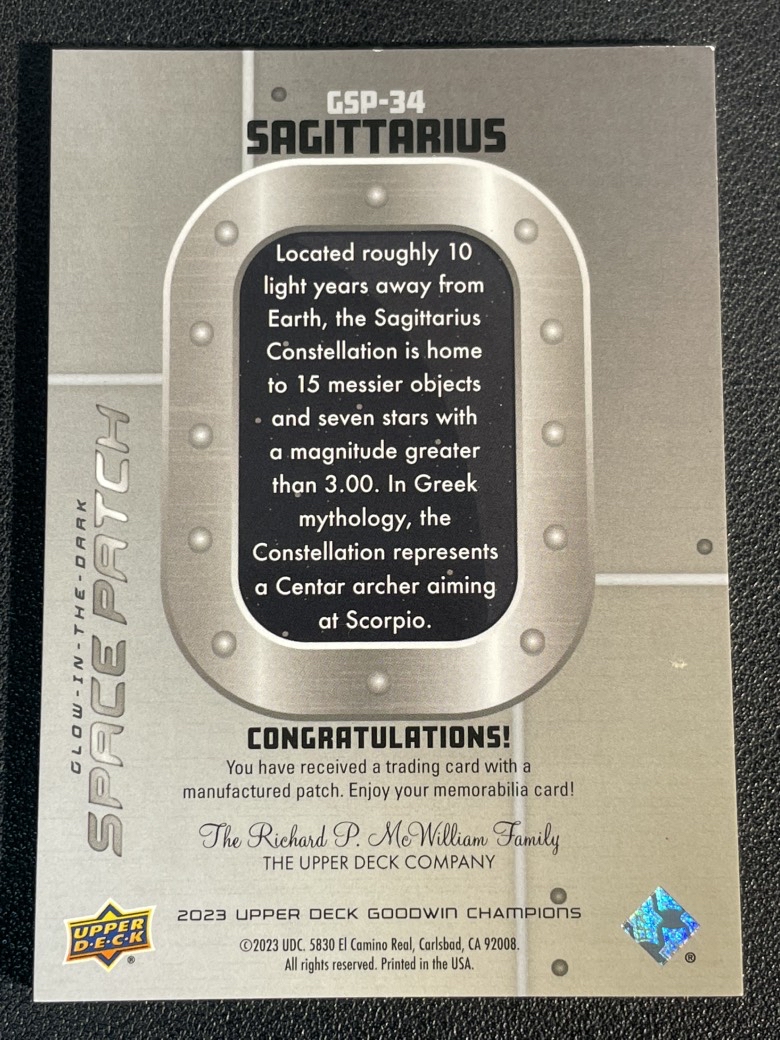 GSP-34
SAGITTARIUS
Located roughly 10
light years away from
Earth, the Sagittarius
Constellation is home
to 15 messier objects
and seven stars with
a magnitude greater
than 3.00. In Greek
mythology, the
Constellation represents
a Centar archer aiming
at Scorpio.
GLOW-IN-THE-DARK
SPACE PATCH
CONGRATULATIONS!
You have received a trading card with a
manufactured patch. Enjoy your memorabilia card!
The Richard P. McWilliam Family
THE UPPER DECK COMPANY
UPPER
D·E·C·K
®
2023 UPPER DECK GOODWIN CHAMPIONS
©2023 UDC. 5830 El Camino Real, Carlsbad, CA 92008.
All rights reserved. Printed in the USA.
®